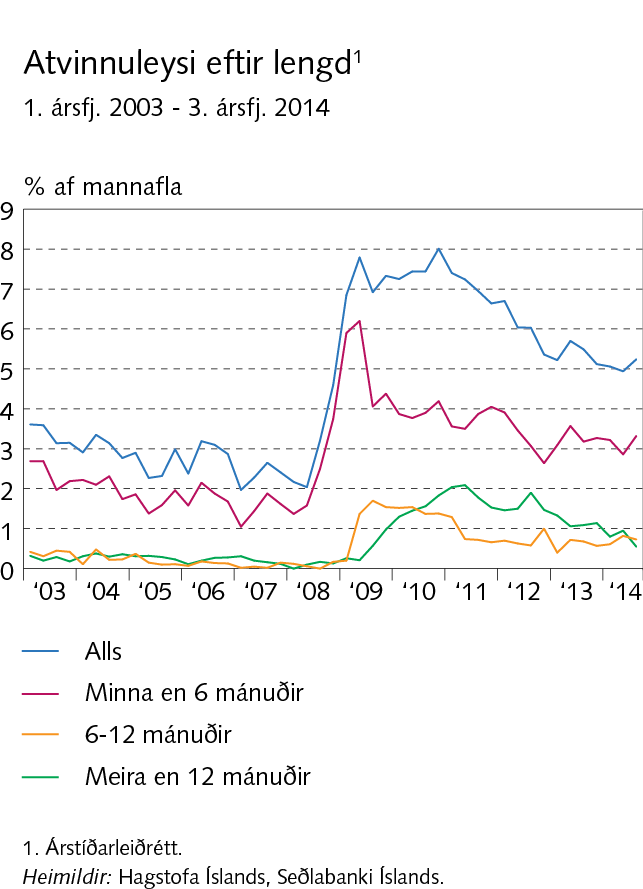 Atvinnuleysi eftir lengd¹
1. ársfj. 2003 - 3. ársfj. 2014
% af mannafla
9
8
7
6
5
4
3
2
1
0
‘03 ‘04 ‘05 ‘06 ‘07 ‘08 ‘09 ‘10 ‘11 ‘12 ‘13 ‘14
Alls
Minna en 6 mánuðir
6-12 mánuðir
Meira en 12 mánuðir
1. Árstíðarleiðrétt.
Heimildir: Hagstofa Íslands, Seðlabanki Íslands.